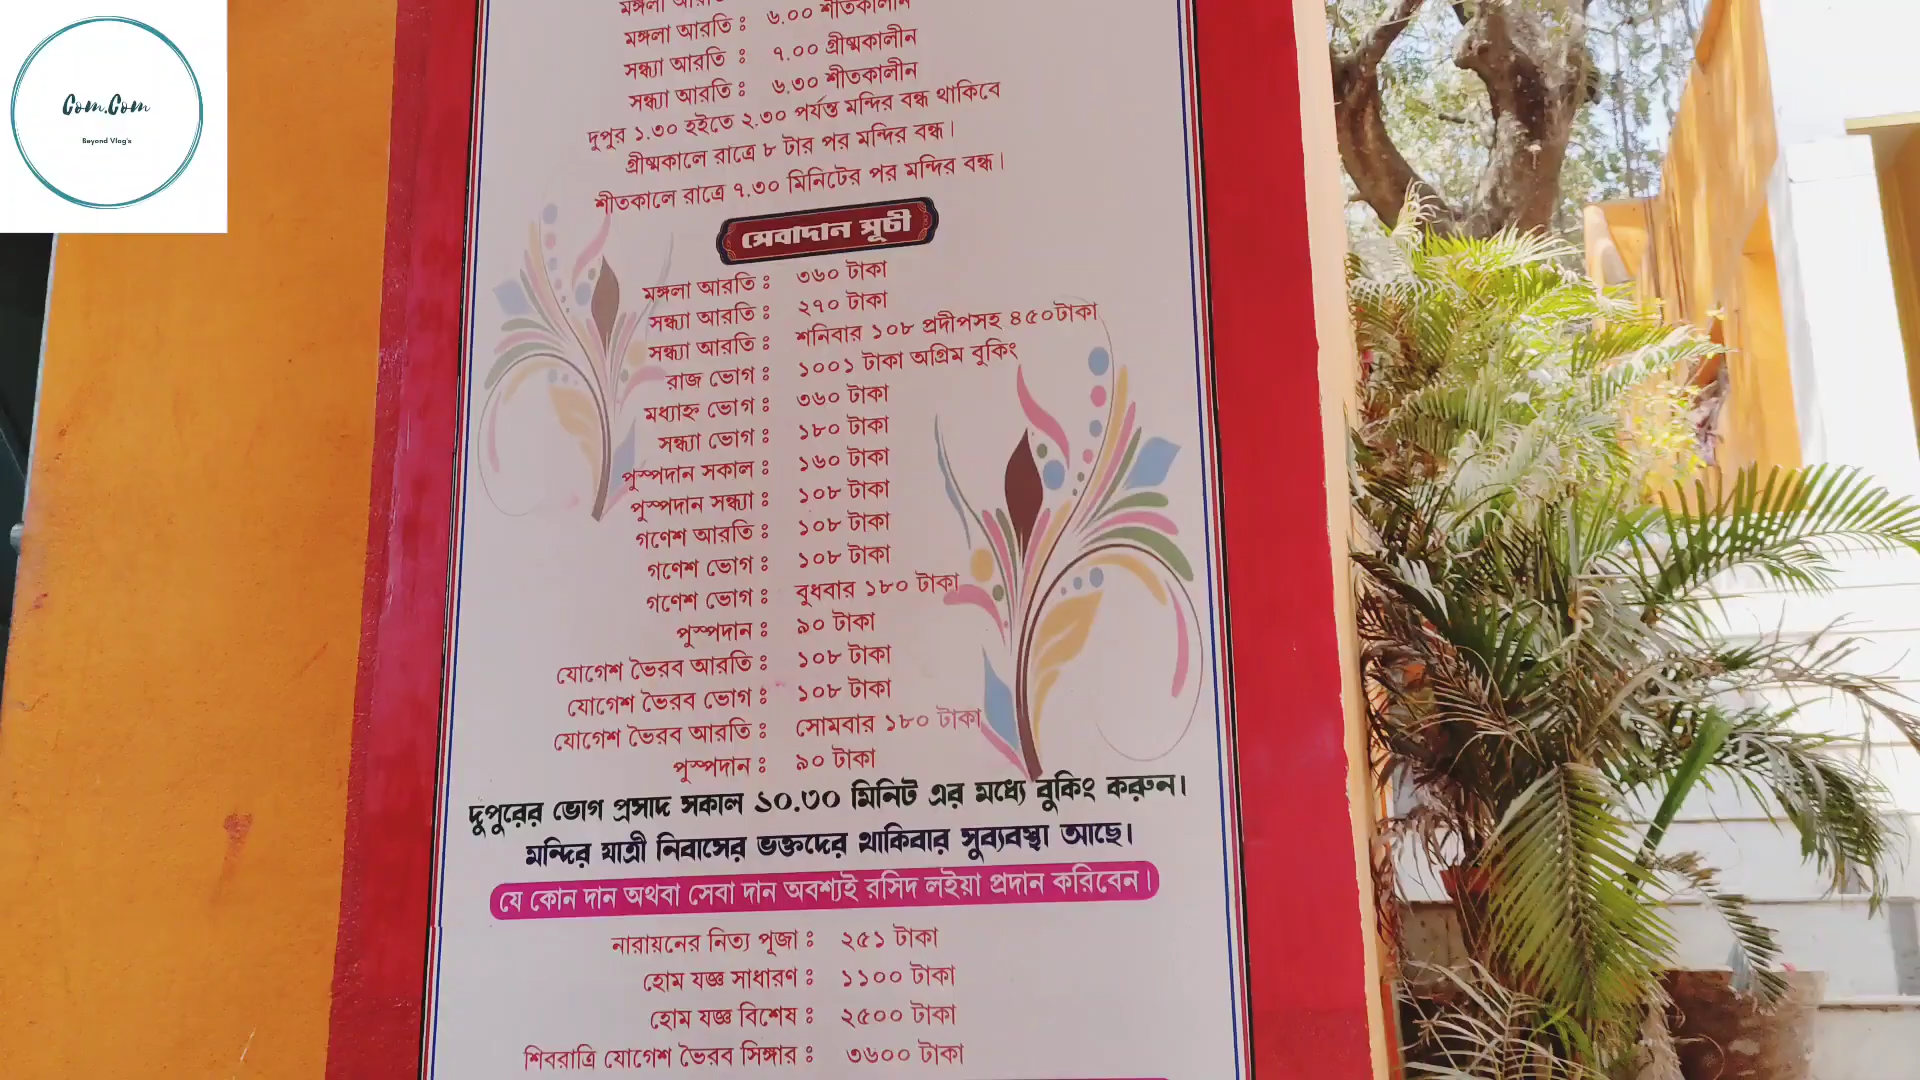 Com.Com
Beyond Vlog's
মঙ্গলা আরতি ঃ ৬.০০ শীতকালীন
সন্ধ্যা আরতি ঃ ৭.০০ গ্রীষ্মকালীন
সন্ধ্যা আরতি ঃ ৬.৩০ শীতকালীন
দুপুর ১.৩০ হইতে ২.৩০ পর্যন্ত মন্দির বন্ধ থাকিবে
গ্রীষ্মকালে রাত্রে ৮ টার পর মন্দির বন্ধ।
শীতকালে রাত্রে ৭.৩০ মিনিটের পর মন্দির বন্ধ।
সেবাদান সূচী
মঙ্গলা আরতি ঃ ৩৬০ টাকা
সন্ধ্যা আরতি ঃ ২৭০ টাকা
সন্ধ্যা আরতি ঃ শনিবার ১০৮ প্রদীপসহ ৪৫০টাকা
রাজ ভোগ ঃ ১০০১ টাকা অগ্রিম বুকিং
মধ্যাহ্ন ভোগ ঃ ৩৬০ টাকা
সন্ধ্যা ভোগ ঃ ১৮০ টাকা
পুস্পদান সকাল ঃ ১৬০ টাকা
পুস্পদান সন্ধ্যা ঃ ১০৮ টাকা
গণেশ আরতি ঃ ১০৮ টাকা
গণেশ ভোগ ঃ ১০৮ টাকা
গণেশ ভোগ ঃ বুধবার ১৮০ টাকা
পুস্পদান ঃ ৯০ টাকা
যোগেশ ভৈরব আরতি ঃ ১০৮ টাকা
যোগেশ ভৈরব ভোগ ঃ ১০৮ টাকা
যোগেশ ভৈরব আরতি ঃ সোমবার ১৮০ টাকা
পুস্পদান ঃ ৯০ টাকা
দুপুরের ভোগ প্রসাদ সকাল ১০.৩০ মিনিট এর মধ্যে বুকিং করুন।
মন্দির যাত্রী নিবাসের ভক্তদের থাকিবার সুব্যবস্থা আছে।
যে কোন দান অথবা সেবা দান অবশ্যই রসিদ লইয়া প্রদান করিবেন।
নারায়নের নিত্য পূজা ঃ ২৫১ টাকা
হোম যজ্ঞ সাধারণ ঃ ১১০০ টাকা
হোম যজ্ঞ বিশেষ ঃ ২৫০০ টাকা
শিবরাত্রি যোগেশ ভৈরব সিঙ্গার ঃ ৩৬০০ টাকা